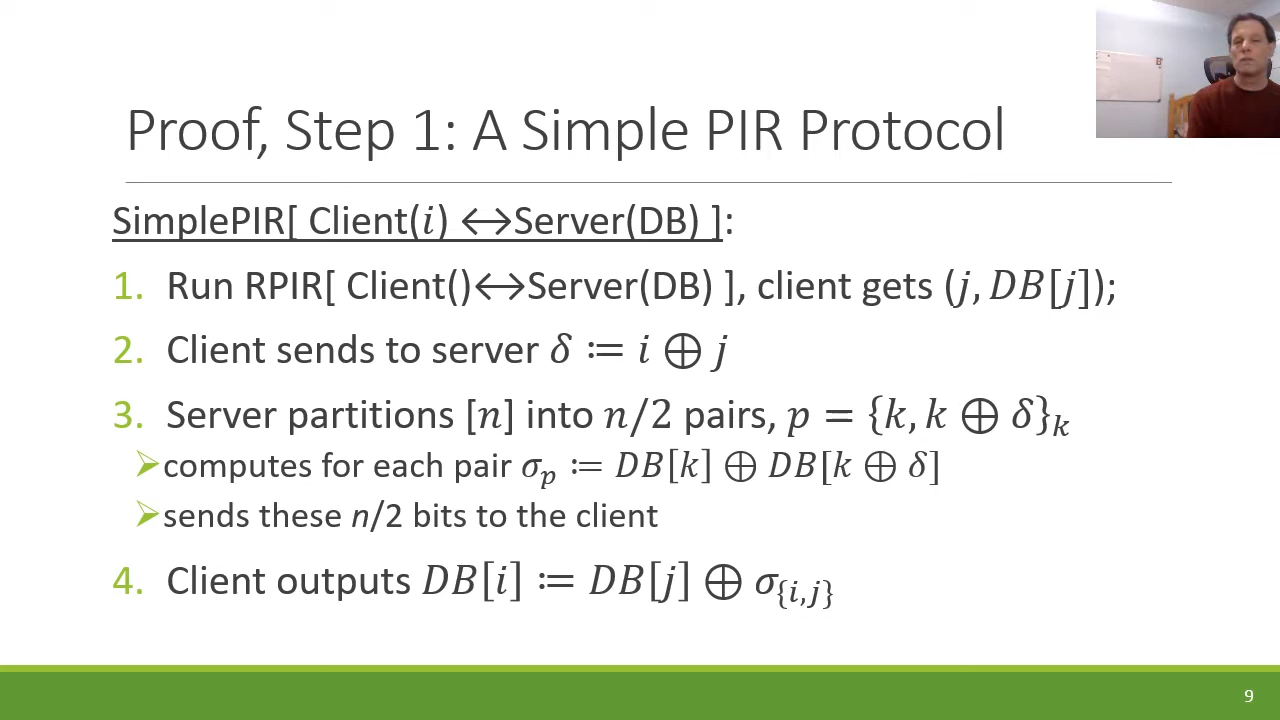 Proof, Step 1: A Simple PIR Protocol
SimplePIR[ Client(𝑖) ↔Server(DB) ]:
1. Run RPIR[ Client()↔Server(DB) ], client gets (𝑗, 𝐷𝐵[𝑗]);
2. Client sends to server 𝛿 ≔ 𝑖 ⊕ 𝑗
3. Server partitions [𝑛] into 𝑛/2 pairs, 𝑝 = {𝑘, 𝑘 ⊕ 𝛿}ₖ
➢computes for each pair 𝜎ₚ ≔ 𝐷𝐵[𝑘] ⊕ 𝐷𝐵[𝑘 ⊕ 𝛿]
➢sends these n/2 bits to the client
4. Client outputs 𝐷𝐵[𝑖] ≔ 𝐷𝐵[𝑗] ⊕ 𝜎_{𝑖,𝑗}
9